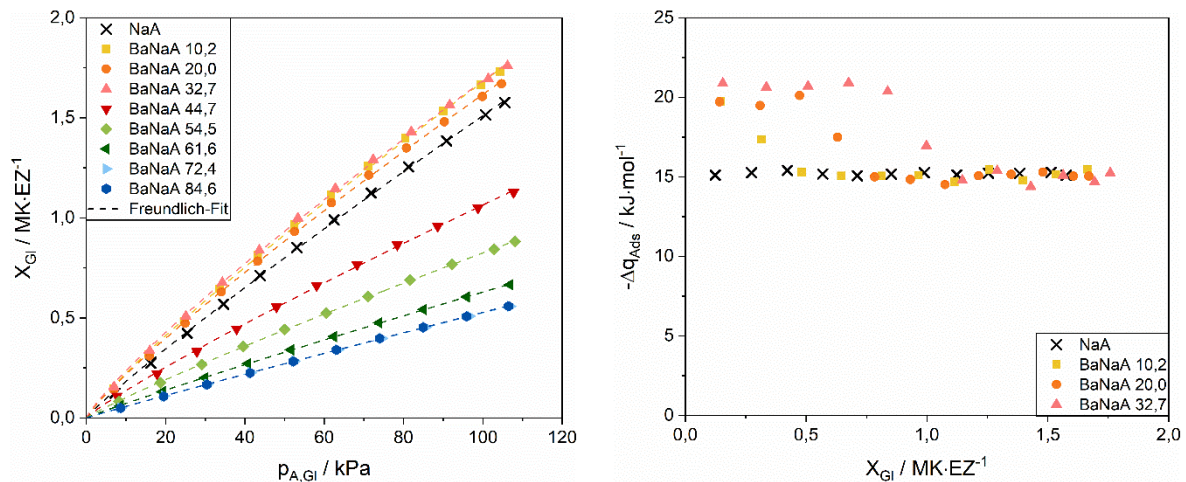 2,0
1,5
1,0
0,5
0,0
X_Gl / MK·EZ⁻¹
NaA
BaNaA 10,2
BaNaA 20,0
BaNaA 32,7
BaNaA 44,7
BaNaA 54,5
BaNaA 61,6
BaNaA 72,4
BaNaA 84,6
Freundlich-Fit
0 20 40 60 80 100 120
p_A,Gl / kPa
25
20
15
10
5
0
-Δq_Ads / kJ·mol⁻¹
NaA
BaNaA 10,2
BaNaA 20,0
BaNaA 32,7
0,0 0,5 1,0 1,5 2,0
X_Gl / MK·EZ⁻¹